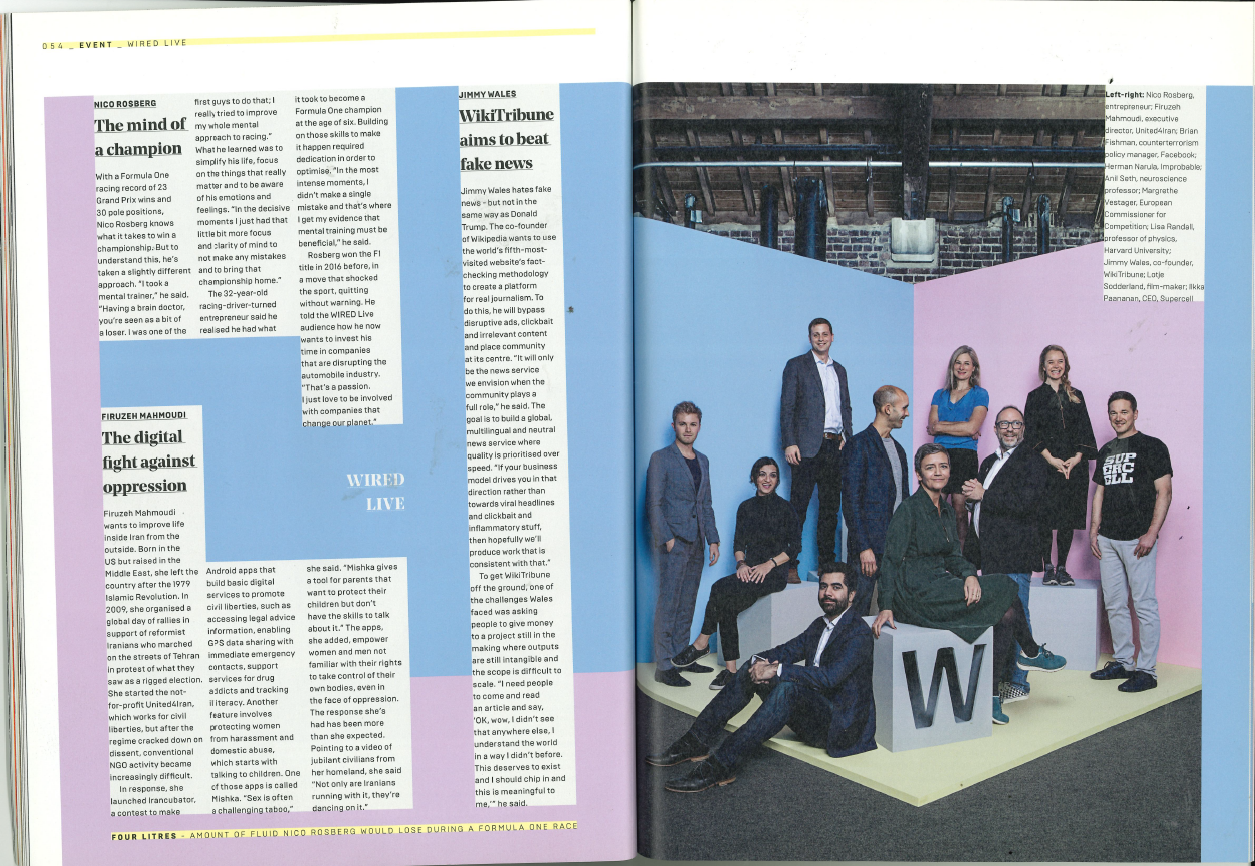 054 _ EVENT _ WIRED LIVE
NICO ROSBERG
The mind of
a champion
With a Formula One
racing record of 23
Grand Prix wins and
30 pole positions,
Nico Rosberg knows
what it takes to win a
championship. But to
understand this, he's
taken a slightly different
approach. "I took a
mental trainer," he said.
"Having a brain doctor,
you're seen as a bit of
a loser. I was one of the
first guys to do that; I
really tried to improve
my whole mental
approach to racing."
What he learned was to
simplify his life, focus
on the things that really
matter and to be aware
of his emotions and
feelings. "In the decisive
moments I just had that
little bit more focus
and clarity of mind to
not make any mistakes
and to bring that
championship home."
The 32-year-old
racing-driver-turned
entrepreneur said he
realised he had what
it took to become a
Formula One champion
at the age of six. Building
on those skills to make
it happen required
dedication in order to
optimise. "In the most
intense moments, I
didn't make a single
mistake and that's where
I get my evidence that
mental training must be
beneficial," he said.
Rosberg won the F1
title in 2016 before, in
a move that shocked
the sport, quitting
without warning. He
told the WIRED Live
audience how he now
wants to invest his
time in companies
that are disrupting the
automobile industry.
"That's a passion.
I just love to be involved
with companies that
change our planet."
FIRUZEH MAHMOUDI
The digital
fight against
oppression
Firuzeh Mahmoudi
wants to improve life
inside Iran from the
outside. Born in the
US but raised in the
Middle East, she left the
country after the 1979
Islamic Revolution. In
2009, she organised a
global day of rallies in
support of reformist
Iranians who marched
on the streets of Tehran
in protest of what they
saw as a rigged election.
She started the not-
for-profit United4Iran,
which works for civil
liberties, but after the
regime cracked down on
dissent, conventional
NGO activity became
increasingly difficult.
In response, she
launched Irancubator,
a contest to make
Android apps that
build basic digital
services to promote
civil liberties, such as
accessing legal advice
information, enabling
GPS data sharing with
immediate emergency
contacts, support
services for drug
addicts and tracking
illiteracy. Another
feature involves
protecting women
from harassment and
domestic abuse,
which starts with
talking to children. One
of those apps is called
Mishka. "Sex is often
a challenging taboo,"
she said. "Mishka gives
a tool for parents that
want to protect their
children but don't
have the skills to talk
about it." The apps,
she added, empower
women and men not
familiar with their rights
to take control of their
own bodies, even in
the face of oppression.
The response she's
had has been more
than she expected.
Pointing to a video of
jubilant civilians from
her homeland, she said
"Not only are Iranians
running with it, they're
dancing on it."
WIRED
LIVE
JIMMY WALES
WikiTribune
aims to beat
fake news
Jimmy Wales hates fake
news - but not in the
same way as Donald
Trump. The co-founder
of Wikipedia wants to use
the world's fifth-most-
visited website's fact-
checking methodology
to create a platform
for real journalism. To
do this, he will bypass
disruptive ads, clickbait
and irrelevant content
and place community
at its centre. "It will only
be the news service
we envision when the
community plays a
full role," he said. The
goal is to build a global,
multilingual and neutral
news service where
quality is prioritised over
speed. "If your business
model drives you in that
direction rather than
towards viral headlines
and clickbait and
inflammatory stuff,
then hopefully we'll
produce work that is
consistent with that."
To get WikiTribune
off the ground, one of
the challenges Wales
faced was asking
people to give money
to a project still in the
making where outputs
are still intangible and
the scope is difficult to
scale. "I need people
to come and read
an article and say,
'OK, wow, I didn't see
that anywhere else, I
understand the world
in a way I didn't before.
This deserves to exist
and I should chip in and
this is meaningful to
me,'" he said.
FOUR LITRES - AMOUNT OF FLUID NICO ROSBERG WOULD LOSE DURING A FORMULA ONE RACE
Left-right: Nico Rosberg,
entrepreneur; Firuzeh
Mahmoudi, executive
director, United4Iran; Brian
Fishman, counterterrorism
policy manager, Facebook;
Herman Narula, Improbable;
Anil Seth, neuroscience
professor; Margrethe
Vestager, European
Commissioner for
Competition; Lisa Randall,
professor of physics,
Harvard University;
Jimmy Wales, co-founder,
WikiTribune; Lotje
Sodderland, film-maker; Ilkka
Paananan, CEO, Supercell
SUP
ERC
ELL
W